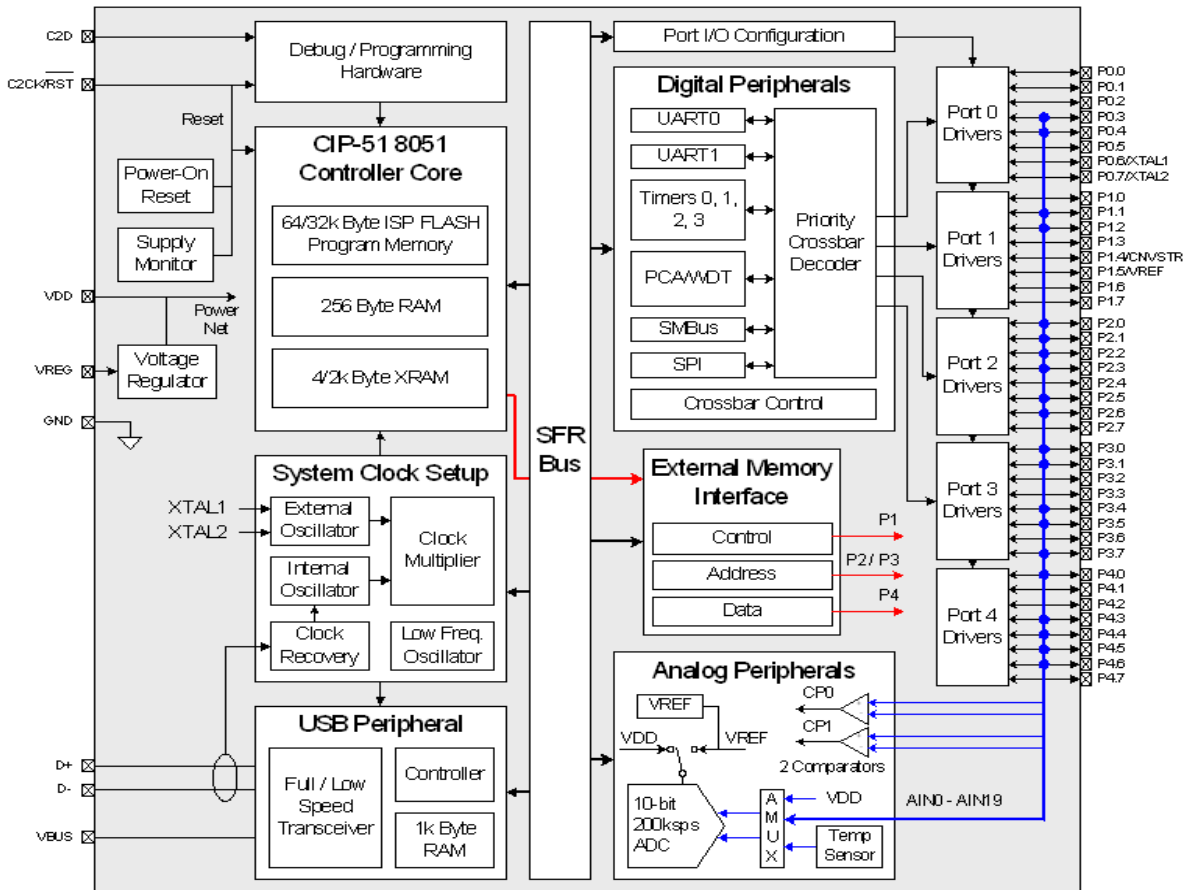 C2D
C2CK/RST
Debug / Programming
Hardware
Reset
Power-On
Reset
Supply
Monitor
VDD
Power
Net
VREG
Voltage
Regulator
GND
CIP-51 8051
Controller Core
64/32k Byte ISP FLASH
Program Memory
256 Byte RAM
4/2k Byte XRAM
System Clock Setup
XTAL1
XTAL2
External
Oscillator
Internal
Oscillator
Clock
Recovery
Clock
Multiplier
Low Freq.
Oscillator
USB Peripheral
D+
D-
VBUS
Full / Low
Speed
Transceiver
Controller
1k Byte
RAM
SFR
Bus
Port I/O Configuration
Digital Peripherals
UART0
UART1
Timers 0, 1,
2, 3
PCA/WDT
SMBus
SPI
Priority
Crossbar
Decoder
Crossbar Control
External Memory
Interface
Control
Address
Data
P1
P2 / P3
P4
Analog Peripherals
VREF
VDD
VREF
CP0
CP1
+
-
+
-
2 Comparators
10-bit
200ksps
ADC
A
M
U
X
VDD
Temp
Sensor
AIN0 - AIN19
Port 0
Drivers
Port 1
Drivers
Port 2
Drivers
Port 3
Drivers
Port 4
Drivers
P0.0
P0.1
P0.2
P0.3
P0.4
P0.5
P0.6/XTAL1
P0.7/XTAL2
P1.0
P1.1
P1.2
P1.3
P1.4/CNVSTR
P1.5/VREF
P1.6
P1.7
P2.0
P2.1
P2.2
P2.3
P2.4
P2.5
P2.6
P2.7
P3.0
P3.1
P3.2
P3.3
P3.4
P3.5
P3.6
P3.7
P4.0
P4.1
P4.2
P4.3
P4.4
P4.5
P4.6
P4.7